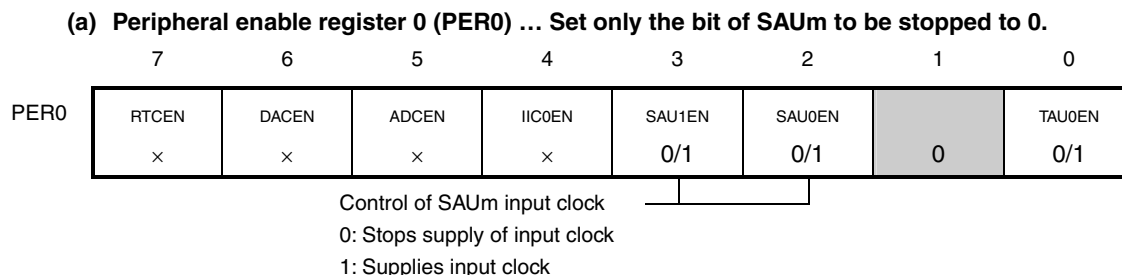 (a) Peripheral enable register 0 (PER0) … Set only the bit of SAUm to be stopped to 0.
7 6 5 4 3 2 1 0
PER0 RTCEN DACEN ADCEN IIC0EN SAU1EN SAU0EN TAU0EN
× × × × 0/1 0/1 0 0/1
Control of SAUm input clock
0: Stops supply of input clock
1: Supplies input clock